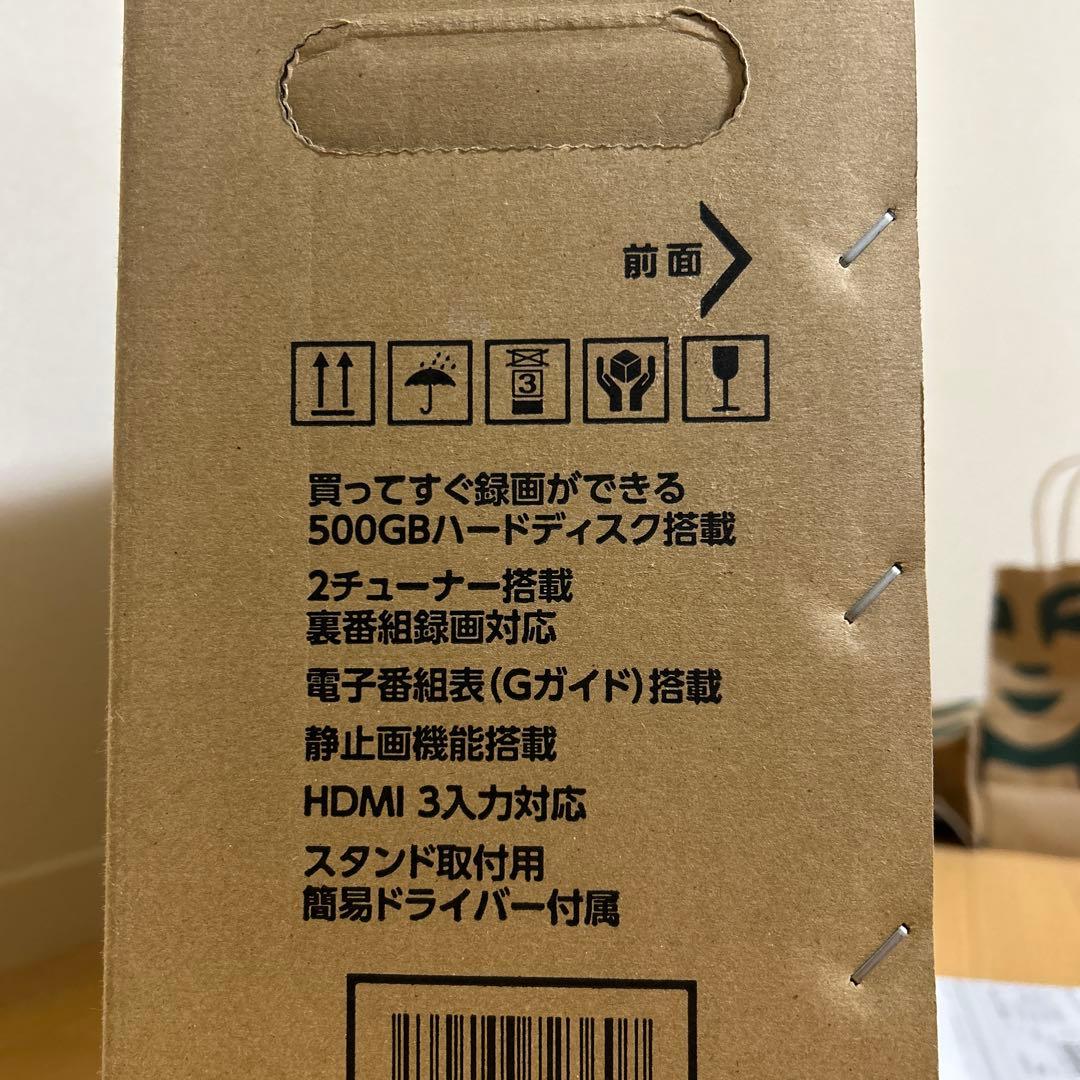 前面
3
買ってすぐ録画ができる
500GBハードディスク搭載
2チューナー搭載
裏番組録画対応
電子番組表(Gガイド)搭載
静止画機能搭載
HDMI 3入力対応
スタンド取付用
簡易ドライバー付属